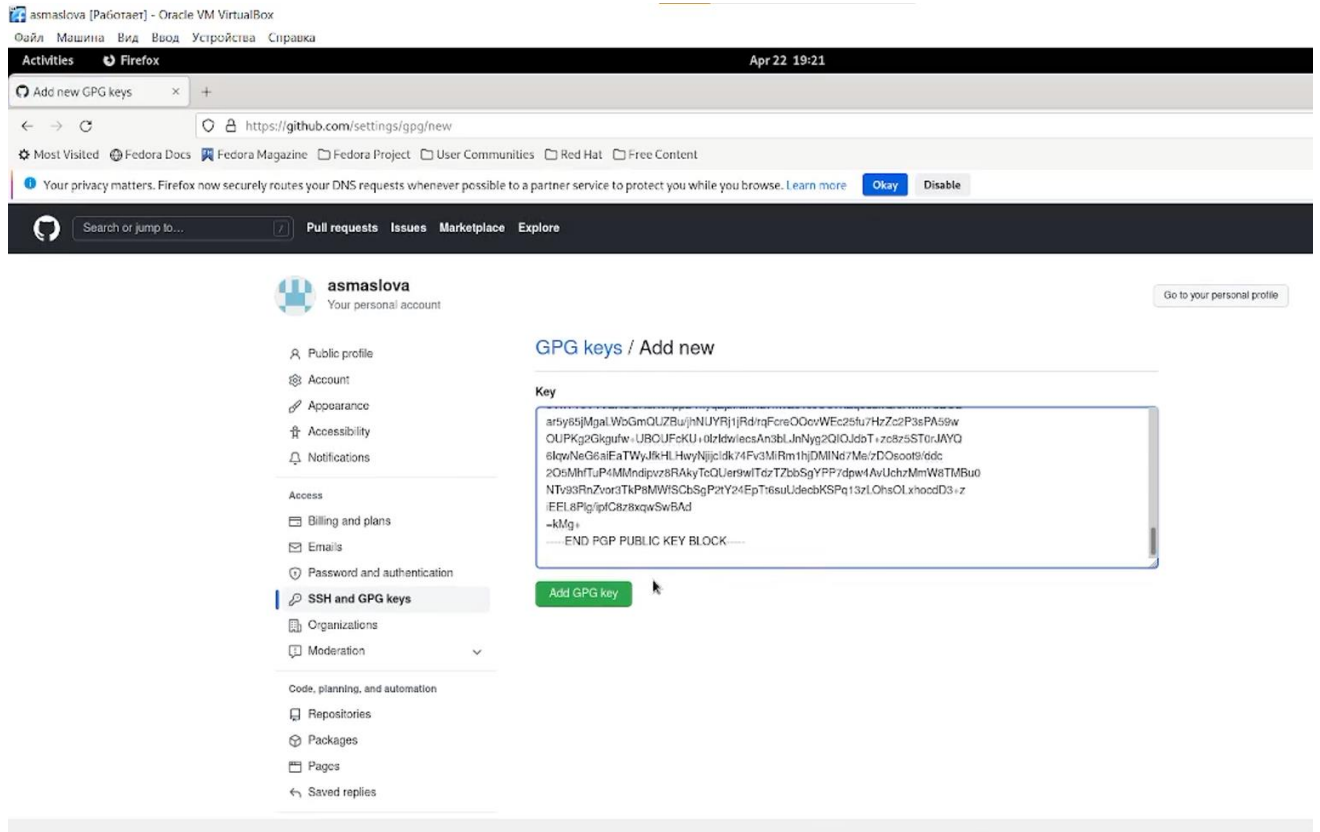 asmaslova [Работает] - Oracle VM VirtualBox
Файл Машина Вид Ввод Устройства Справка
Activities Firefox Apr 22 19:21
Add new GPG keys × +
https://github.com/settings/gpg/new
Most Visited Fedora Docs Fedora Magazine Fedora Project User Communities Red Hat Free Content
Your privacy matters. Firefox now securely routes your DNS requests whenever possible to a partner service to protect you while you browse. Learn more Okay Disable
Search or jump to... / Pull requests Issues Marketplace Explore
asmaslova
Your personal account
Go to your personal profile
Public profile
Account
Appearance
Accessibility
Notifications
Access
Billing and plans
Emails
Password and authentication
SSH and GPG keys
Organizations
Moderation
Code, planning, and automation
Repositories
Packages
Pages
Saved replies
GPG keys / Add new
Key
-----END PGP PUBLIC KEY BLOCK-----
Add GPG key